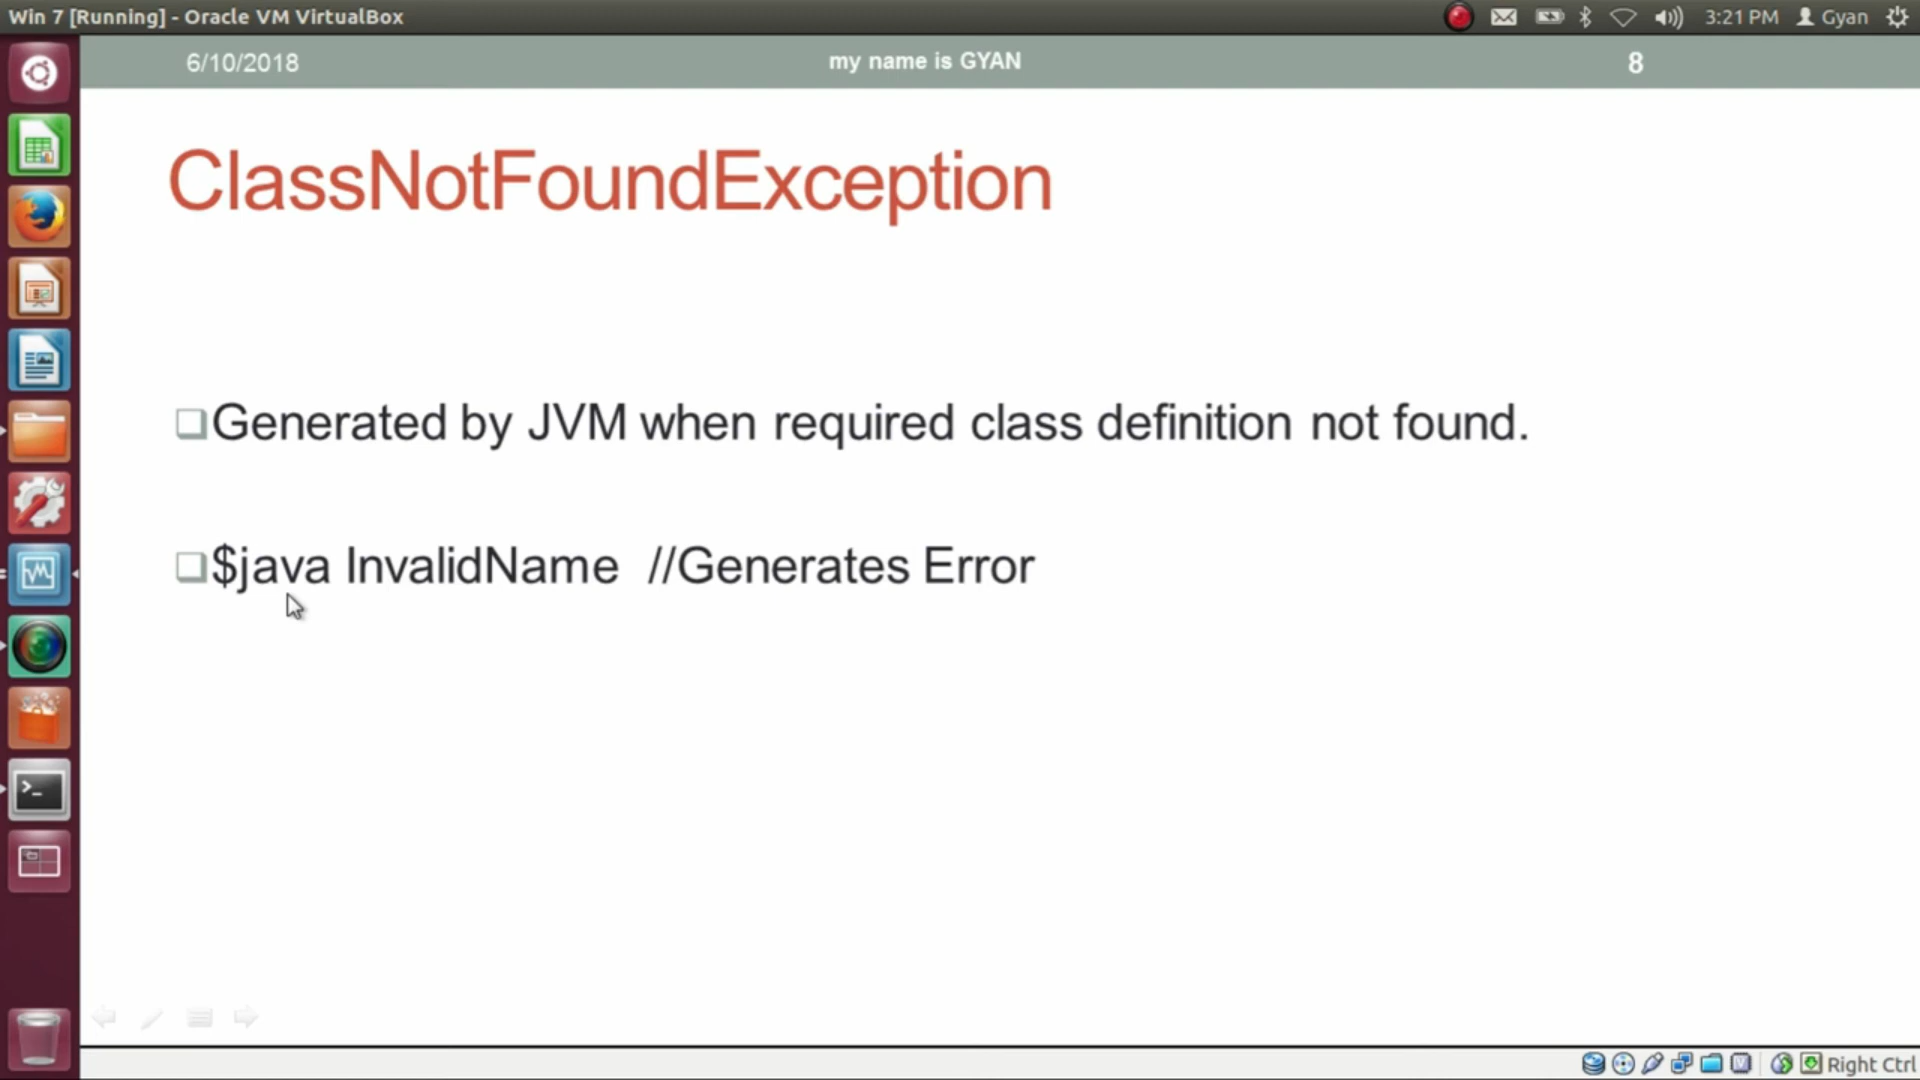 Win 7 [Running] - Oracle VM VirtualBox
3:21 PM Gyan
6/10/2018
my name is GYAN
8
ClassNotFoundException
Generated by JVM when required class definition not found.
$java InvalidName //Generates Error
Right Ctrl